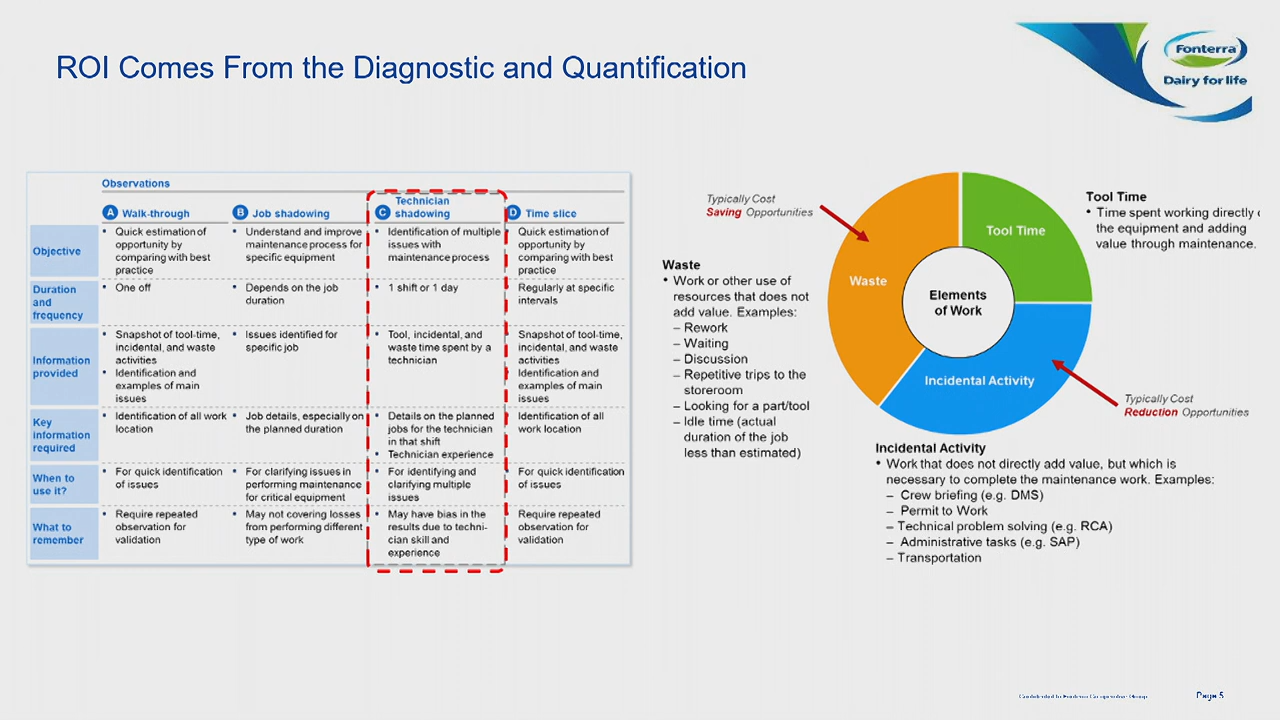 ROI Comes From the Diagnostic and Quantification
Fonterra
Dairy for life
Observations
A Walk-through
B Job shadowing
C Technician
shadowing
D Time slice
Objective
• Quick estimation of
opportunity by
comparing with best
practice
• Understand and improve
maintenance process for
specific equipment
• Identification of multiple
issues with
maintenance process
Quick estimation of
opportunity by
comparing with best
practice
Duration
and
frequency
• One off
• Depends on the job
duration
• 1 shift or 1 day
Regularly at specific
intervals
Information
provided
• Snapshot of tool-time,
incidental, and waste
activities
• Identification and
examples of main
issues
• Issues identified for
specific job
• Tool, incidental, and
waste time spent by a
technician
Snapshot of tool-time,
incidental, and waste
activities
Identification and
examples of main
issues
Key
information
required
• Identification of all work
location
• Job details, especially on
the planned duration
• Details on the planned
jobs for the technician
in that shift
• Technician experience
Identification of all
work location
When to
use it?
• For quick identification
of issues
• For clarifying issues in
performing maintenance
for critical equipment
• For identifying and
clarifying multiple
issues
For quick identification
of issues
What to
remember
• Require repeated
observation for
validation
• May not covering losses
from performing different
type of work
• May have bias in the
results due to techni-
cian skill and
experience
Require repeated
observation for
validation
Typically Cost
Saving Opportunities
Waste
• Work or other use of
resources that does not
add value. Examples:
– Rework
– Waiting
– Discussion
– Repetitive trips to the
storeroom
– Looking for a part/tool
– Idle time (actual
duration of the job
less than estimated)
Waste
Tool Time
Elements
of Work
Incidental Activity
Tool Time
• Time spent working directly
the equipment and adding
value through maintenance.
Typically Cost
Reduction Opportunities
Incidental Activity
• Work that does not directly add value, but which is
necessary to complete the maintenance work. Examples:
– Crew briefing (e.g. DMS)
– Permit to Work
– Technical problem solving (e.g. RCA)
– Administrative tasks (e.g. SAP)
– Transportation
Confidential to Fonterra Co-operative Group
Page 5